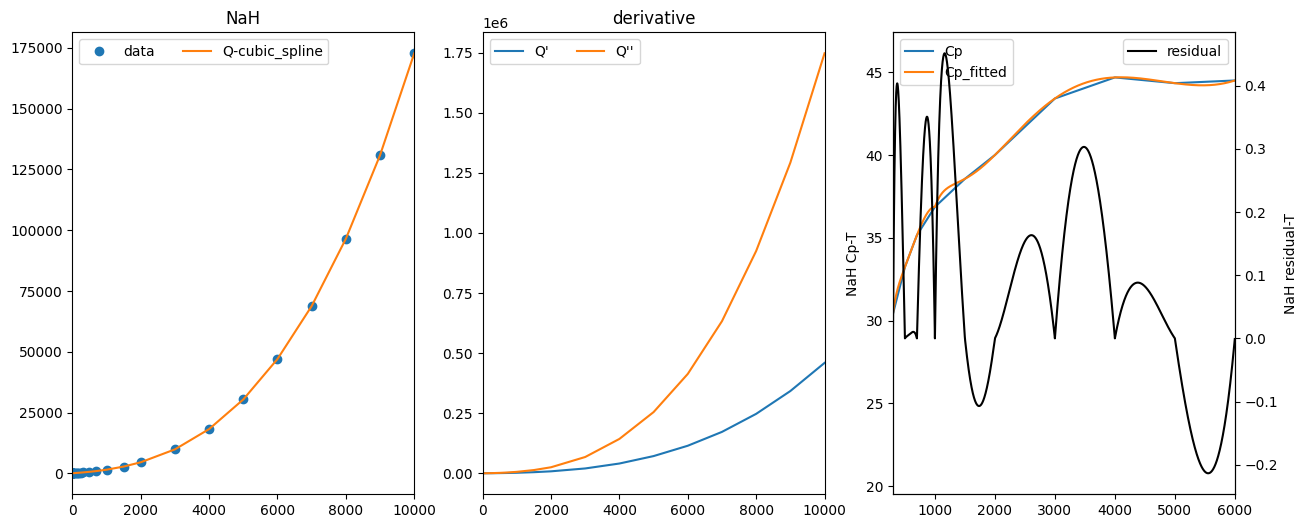 NaH
data
Q-cubic_spline
175000
150000
125000
100000
75000
50000
25000
0
0 2000 4000 6000 8000 10000
derivative
1e6
Q'
Q''
1.75
1.50
1.25
1.00
0.75
0.50
0.25
0.00
0 2000 4000 6000 8000 10000
Cp
Cp_fitted
residual
NaH Cp-T
45
40
35
30
25
20
1000 2000 3000 4000 5000 6000
0.4
0.3
0.2
0.1
0.0
−0.1
−0.2
NaH residual-T